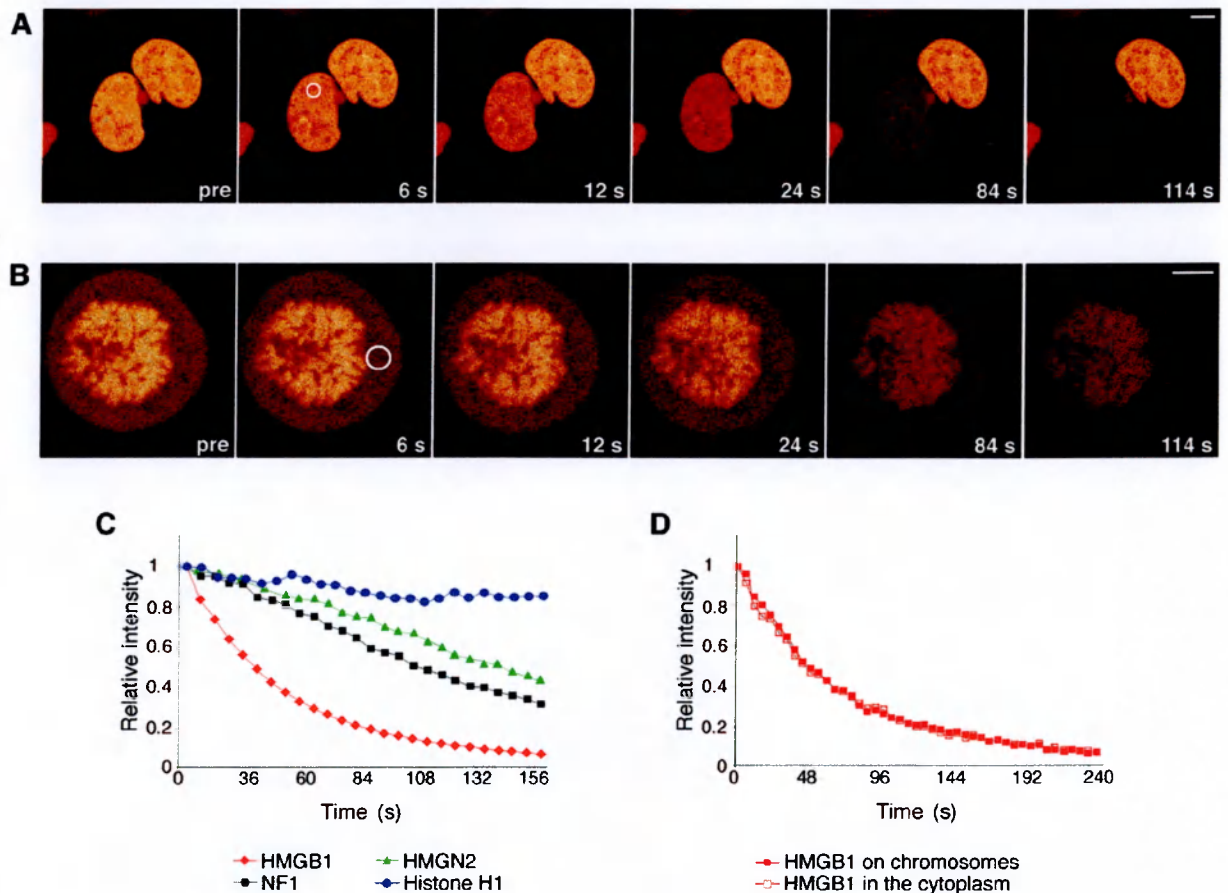 A
pre
6 s
12 s
24 s
84 s
114 s
B
pre
6 s
12 s
24 s
84 s
114 s
C
Relative intensity
1
0.8
0.6
0.4
0.2
0
0 36 60 84 108 132 156
Time (s)
HMGB1
HMGN2
NF1
Histone H1
D
Relative intensity
1
0.8
0.6
0.4
0.2
0
0 48 96 144 192 240
Time (s)
HMGB1 on chromosomes
HMGB1 in the cytoplasm